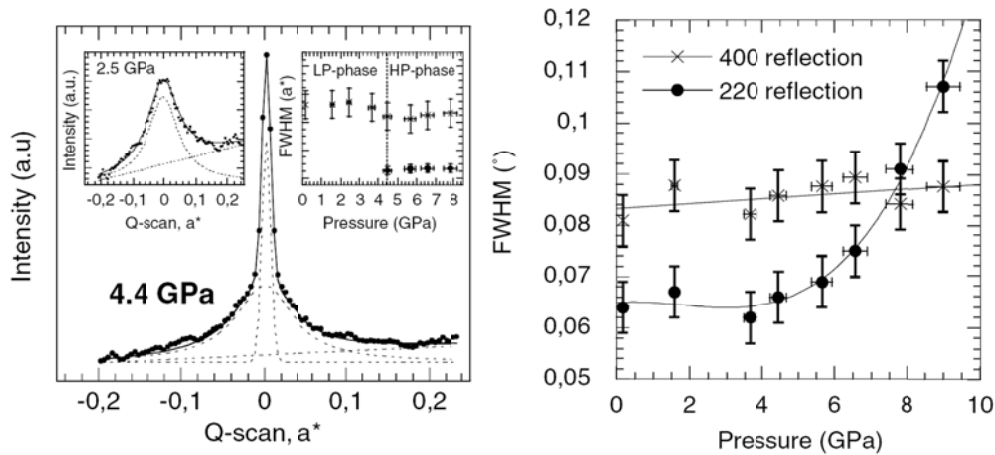 Intensity (a.u)
2.5 GPa
Intensity (a.u.)
-0,2 -0,1 0 0,1 0,2
Q-scan, a*
LP-phase HP-phase
FWHM (a*)
0 1 2 3 4 5 6 7 8
Pressure (GPa)
4.4 GPa
-0,2 -0,1 0 0,1 0,2
Q-scan, a*
FWHM (°)
0,12
0,11
0,1
0,09
0,08
0,07
0,06
0,05
400 reflection
220 reflection
0 2 4 6 8 10
Pressure (GPa)